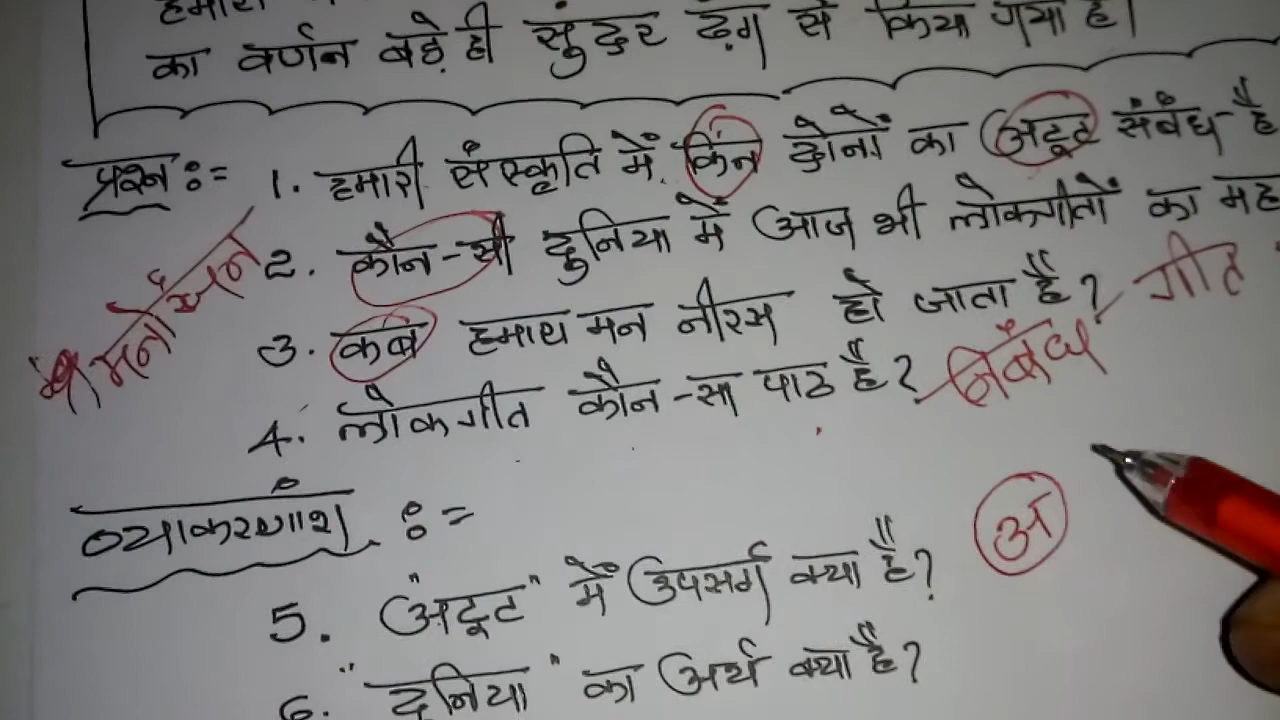 हमारा
का वर्णन बड़े ही सुंदर ढ़ंग से किया गया है।
प्रश्न :- 1. हमारी संस्कृति में किन दोनों का अटूट संबंध है
2. कौन-सी दुनिया में आज भी लोकगीतों का मह
मनोरंजन
3. कब हमारा मन नीरस हो जाता है? गीत
4. लोकगीत कौन-सा पाठ है? निबंध
व्याकरणांश :-
अ
5. "अटूट" में उपसर्ग क्या है?
6. "दुनिया" का अर्थ क्या है?